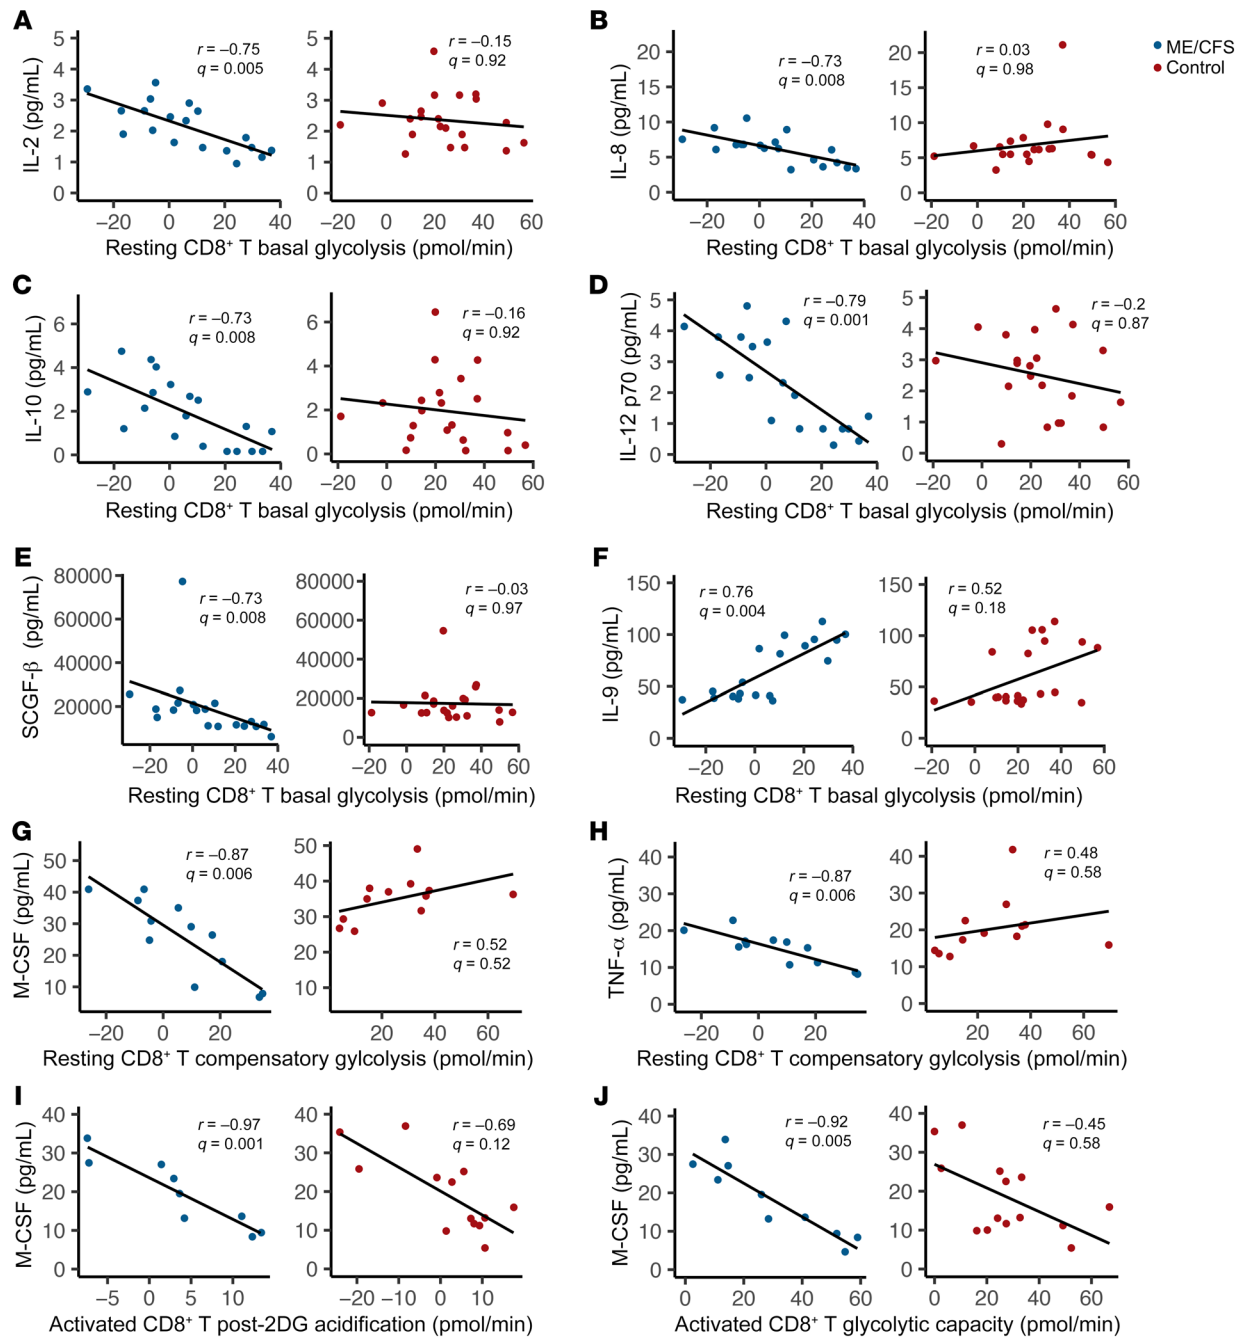 A
r = –0.75
q = 0.005
r = –0.15
q = 0.92
IL-2 (pg/mL)
5
4
3
2
1
0
–20 0 20 40
5
4
3
2
1
0
–20 0 20 40 60
Resting CD8+ T basal glycolysis (pmol/min)
B
r = –0.73
q = 0.008
r = 0.03
q = 0.98
IL-8 (pg/mL)
20
15
10
5
0
–20 0 20 40
20
15
10
5
0
–20 0 20 40 60
Resting CD8+ T basal glycolysis (pmol/min)
ME/CFS
Control
C
r = –0.73
q = 0.008
r = –0.16
q = 0.92
IL-10 (pg/mL)
6
4
2
0
–20 0 20 40
6
4
2
0
–20 0 20 40 60
Resting CD8+ T basal glycolysis (pmol/min)
D
r = –0.79
q = 0.001
r = –0.2
q = 0.87
IL-12 p70 (pg/mL)
5
4
3
2
1
0
–20 0 20 40
5
4
3
2
1
0
–20 0 20 40 60
Resting CD8+ T basal glycolysis (pmol/min)
E
r = –0.73
q = 0.008
r = –0.03
q = 0.97
SCGF-β (pg/mL)
80000
60000
40000
20000
–20 0 20 40
80000
60000
40000
20000
0
–20 0 20 40 60
Resting CD8+ T basal glycolysis (pmol/min)
F
r = 0.76
q = 0.004
r = 0.52
q = 0.18
IL-9 (pg/mL)
150
100
50
0
–20 0 20 40
150
100
50
0
–20 0 20 40 60
Resting CD8+ T basal glycolysis (pmol/min)
G
r = –0.87
q = 0.006
r = 0.52
q = 0.52
M-CSF (pg/mL)
50
40
30
20
10
–20 0 20
50
40
30
20
10
20 40 60
Resting CD8+ T compensatory gylcolysis (pmol/min)
H
r = –0.87
q = 0.006
r = 0.48
q = 0.58
TNF-α (pg/mL)
40
30
20
10
0
–20 0 20
40
30
20
10
0
20 40 60
Resting CD8+ T compensatory gylcolysis (pmol/min)
I
r = –0.97
q = 0.001
r = –0.69
q = 0.12
M-CSF (pg/mL)
40
30
20
10
0
–5 0 5 10
40
30
20
10
0
–20 –10 0 10
Activated CD8+ T post-2DG acidification (pmol/min)
J
r = –0.92
q = 0.005
r = –0.45
q = 0.58
M-CSF (pg/mL)
40
30
20
10
0
0 20 40 60
40
30
20
10
0
0 20 40 60
Activated CD8+ T glycolytic capacity (pmol/min)